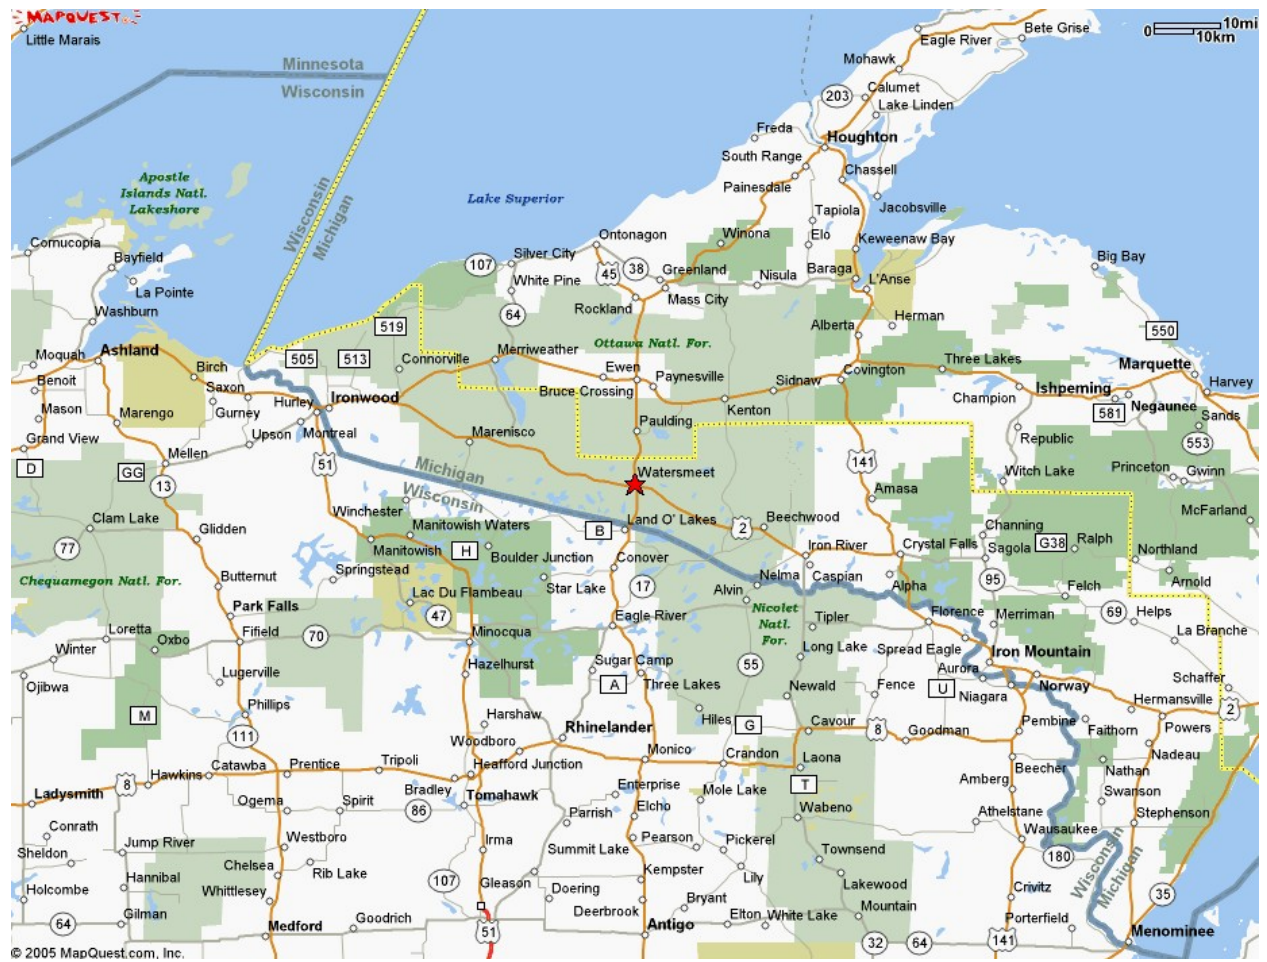 MAPQUEST
10mi
0
10km
Little Marais
Eagle River
Bete Grise
Minnesota
Wisconsin
Mohawk
203
Calumet
Lake Linden
Freda
Houghton
South Range
Painesdale
Chassell
Apostle
Islands Natl.
Lakeshore
Lake Superior
Wisconsin
Michigan
Jacobsville
Tapiola
Elo
Winona
Ontonagon
Keweenaw Bay
Cornucopia
Bayfield
La Pointe
Washburn
107
Silver City
White Pine
45
38
Greenland
Mass City
Nisula
Baraga
L'Anse
Big Bay
Rockland
64
Herman
Alberta
519
550
Ottawa Natl. For.
Moquah
Ashland
Birch
505
513
Connorville
Merriweather
Ewen
Paynesville
Sidnaw
Covington
Three Lakes
Marquette
Harvey
Benoit
Saxon
Gurney
Hurley
Ironwood
Bruce Crossing
Kenton
Champion
Ishpeming
581
Negaunee
Sands
553
Mason
Marengo
Grand View
Upson
Montreal
Marenisco
Paulding
Republic
D
GG
Mellen
51
Michigan
Wisconsin
Watersmeet
141
Witch Lake
Princeton
Gwinn
13
Amasa
McFarland
Clam Lake
Glidden
Winchester
Manitowish Waters
B
Land O' Lakes
2
Beechwood
Channing
77
Manitowish
H
Boulder Junction
Conover
Iron River
Crystal Falls
Sagola
G38
Ralph
Northland
Chequamegon Natl. For.
Butternut
Springstead
Star Lake
17
Nelma
Caspian
Alpha
95
Felch
Arnold
Park Falls
Lac Du Flambeau
47
Alvin
Nicolet
Natl.
For.
Tipler
Florence
Merriman
69
Helps
Loretta
Oxbo
Fifield
70
Minocqua
Eagle River
La Branche
Winter
Long Lake
Spread Eagle
Iron Mountain
Ojibwa
Lugerville
Hazelhurst
Sugar Camp
A
Three Lakes
55
Newald
Fence
Aurora
U
Niagara
Norway
Schaffer
2
M
Phillips
Harshaw
Hiles
G
Cavour
8
Goodman
Pembine
Hermansville
Powers
Faithorn
111
Rhinelander
Woodboro
Monico
Crandon
Laona
Nadeau
Hawkins
Catawba
Prentice
Tripoli
Heafford Junction
Beecher
Nathan
8
Ladysmith
Bradley
Tomahawk
Enterprise
Mole Lake
T
Amberg
Swanson
Ogema
Spirit
86
Parrish
Elcho
Wabeno
Athelstane
Stephenson
Conrath
Jump River
Westboro
Irma
Pearson
Pickerel
Wausaukee
Sheldon
Chelsea
Rib Lake
Summit Lake
Townsend
180
Wisconsin
Michigan
Holcombe
Hannibal
Whittlesey
107
Gleason
Doering
Kempster
Lily
Lakewood
Crivitz
35
64
Gilman
Medford
Goodrich
51
Deerbrook
Bryant
Antigo
Elton
White Lake
Mountain
Porterfield
32
64
141
Menominee
© 2005 MapQuest.com, Inc.